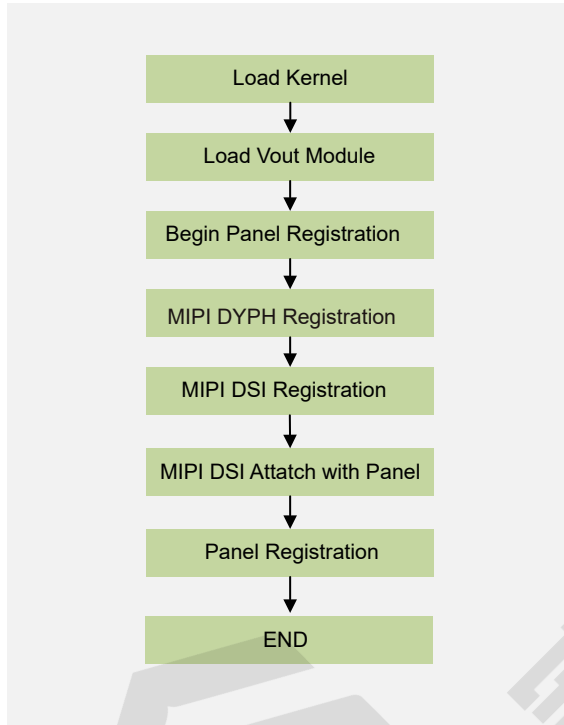 Load Kernel
Load Vout Module
Begin Panel Registration
MIPI DYPH Registration
MIPI DSI Registration
MIPI DSI Attatch with Panel
Panel Registration
END